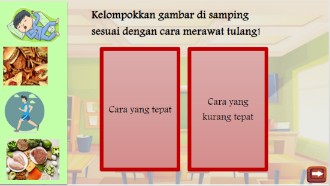 Kelompokkan gambar di samping
sesuai dengan cara merawat tulang!
Cara yang tepat
Cara yang
kurang tepat